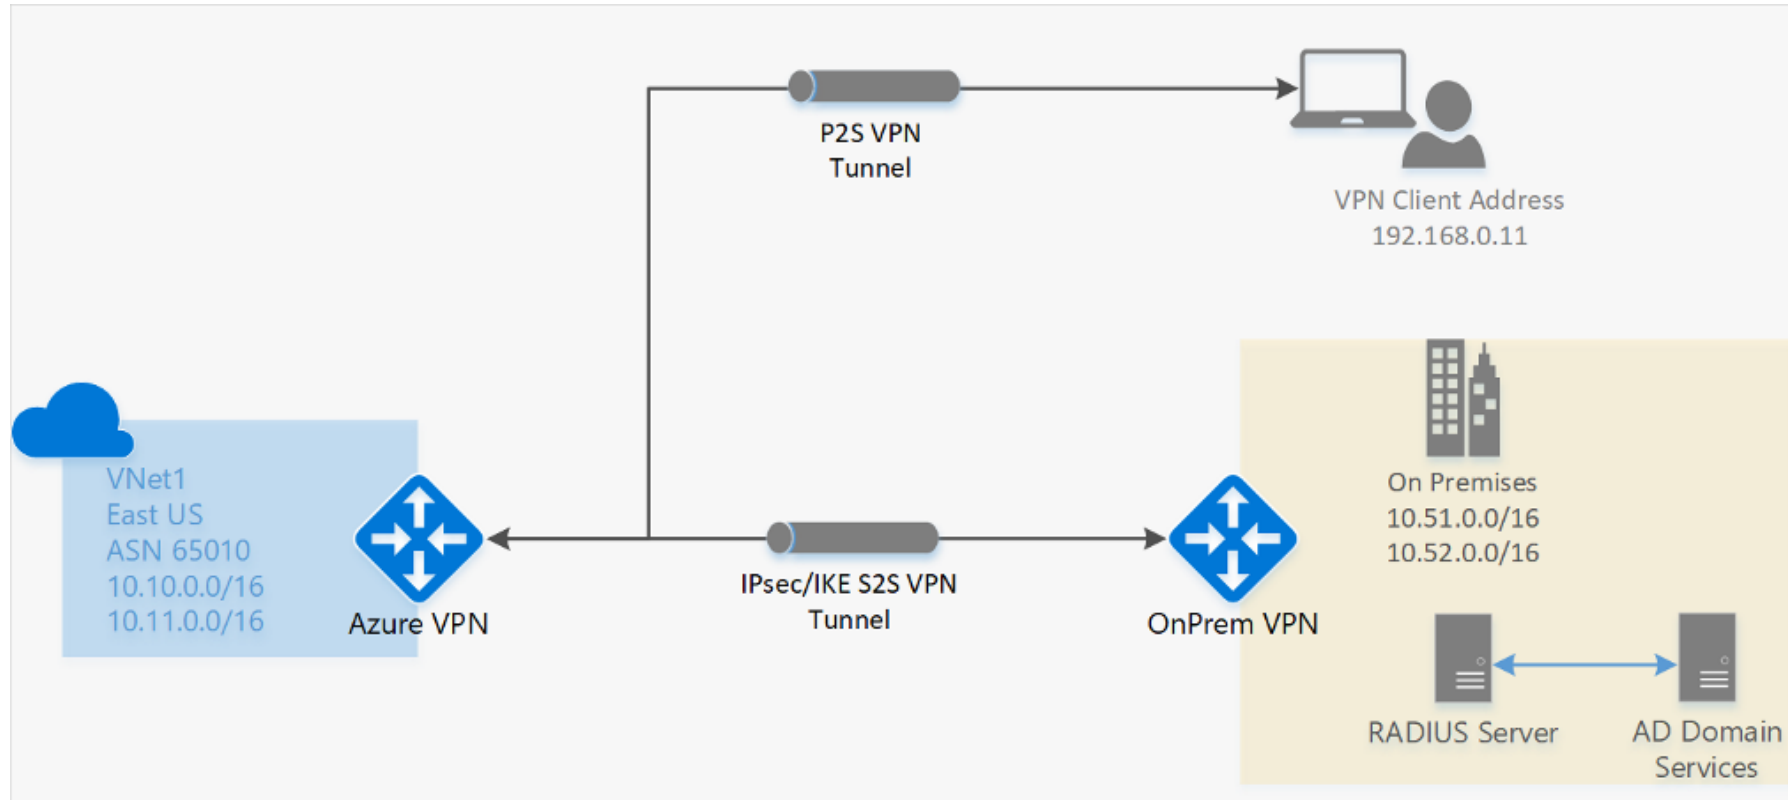 P2S VPN
Tunnel
VPN Client Address
192.168.0.11
VNet1
East US
ASN 65010
10.10.0.0/16
10.11.0.0/16
Azure VPN
IPsec/IKE S2S VPN
Tunnel
OnPrem VPN
On Premises
10.51.0.0/16
10.52.0.0/16
RADIUS Server
AD Domain
Services